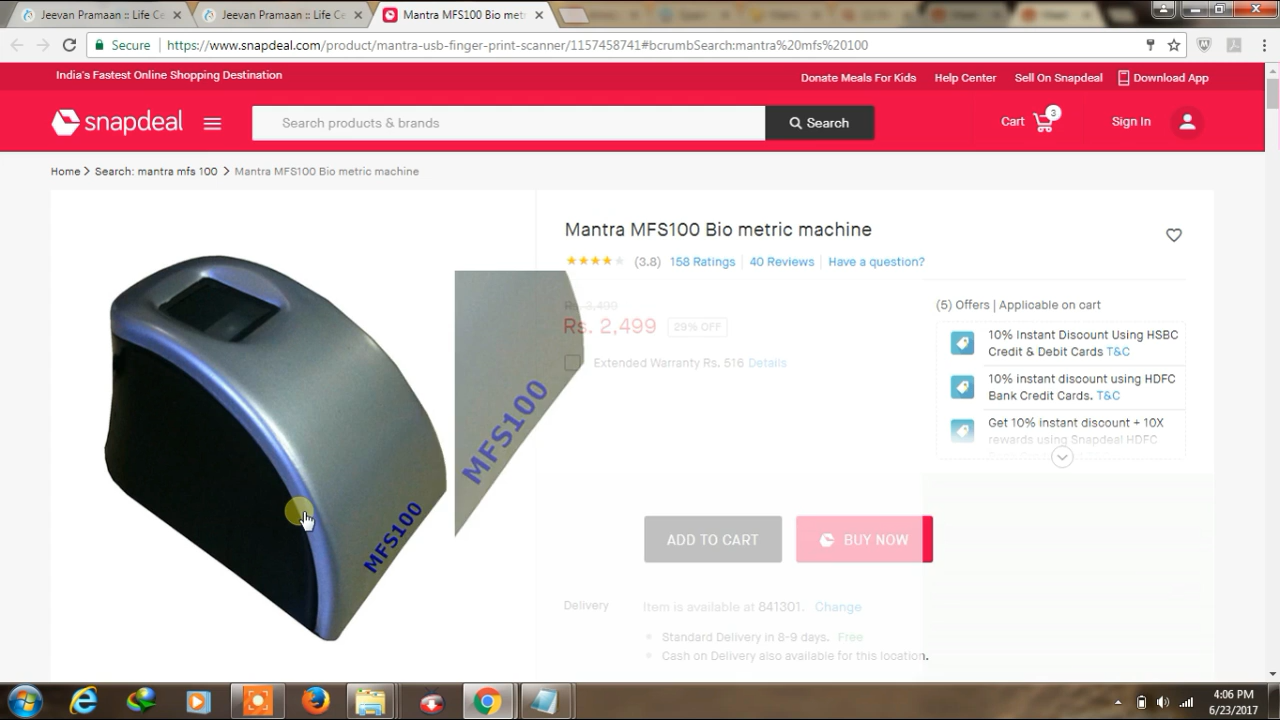 Jeevan Pramaan :: Life Ce
Jeevan Pramaan :: Life Ce
Mantra MFS100 Bio met
Secure
https://www.snapdeal.com/product/mantra-usb-finger-print-scanner/1157458741#bcrumbSearch:mantra%20mfs%20100
India's Fastest Online Shopping Destination
Donate Meals For Kids
Help Center
Sell On Snapdeal
Download App
snapdeal
Search products & brands
Search
Cart
3
Sign In
Home > Search: mantra mfs 100 > Mantra MFS100 Bio metric machine
Mantra MFS100 Bio metric machine
(3.8)
158 Ratings
40 Reviews
Have a question?
Rs. 3,499
Rs. 2,499
29% OFF
Extended Warranty Rs. 516 Details
(5) Offers | Applicable on cart
10% Instant Discount Using HSBC
Credit & Debit Cards T&C
10% instant discount using HDFC
Bank Credit Cards. T&C
Get 10% instant discount + 10X
rewards using Snapdeal HDFC
MFS100
MFS100
ADD TO CART
BUY NOW
Delivery
Item is available at 841301. Change
Standard Delivery in 8-9 days. Free
Cash on Delivery also available for this location.
4:06 PM
6/23/2017